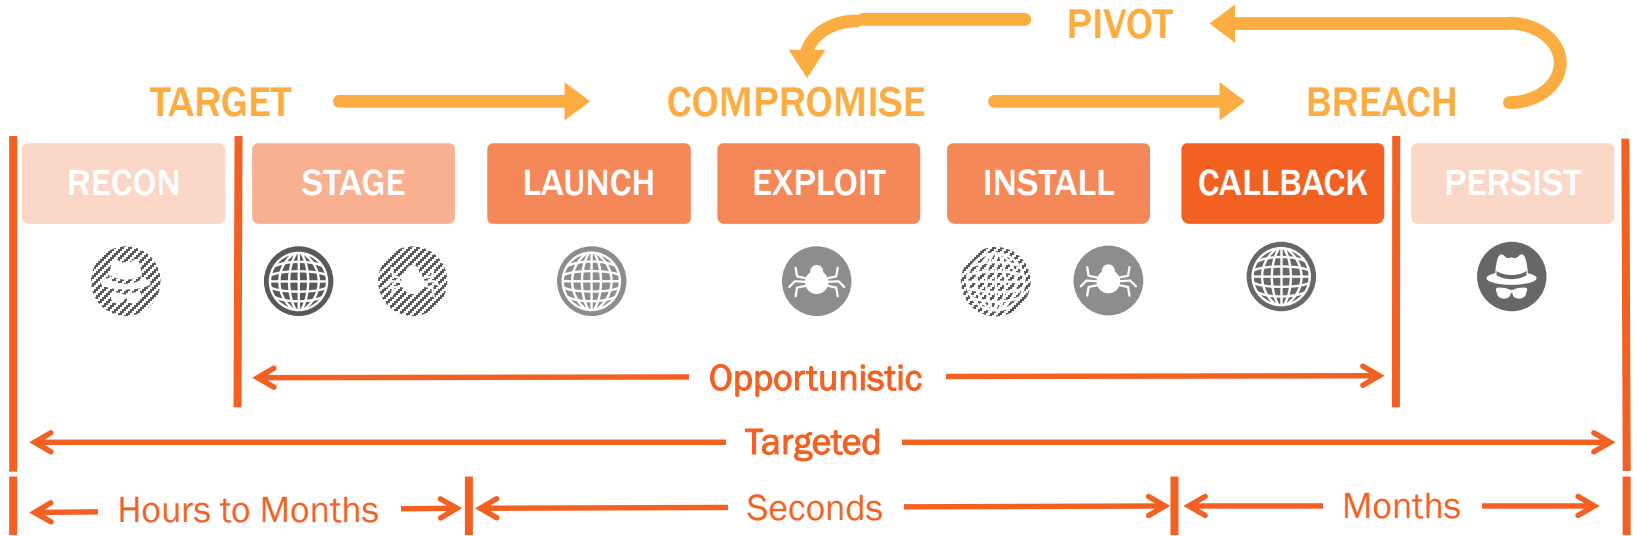 PIVOT
TARGET COMPROMISE BREACH
RECON STAGE LAUNCH EXPLOIT INSTALL CALLBACK PERSIST
Opportunistic
Targeted
Hours to Months Seconds Months